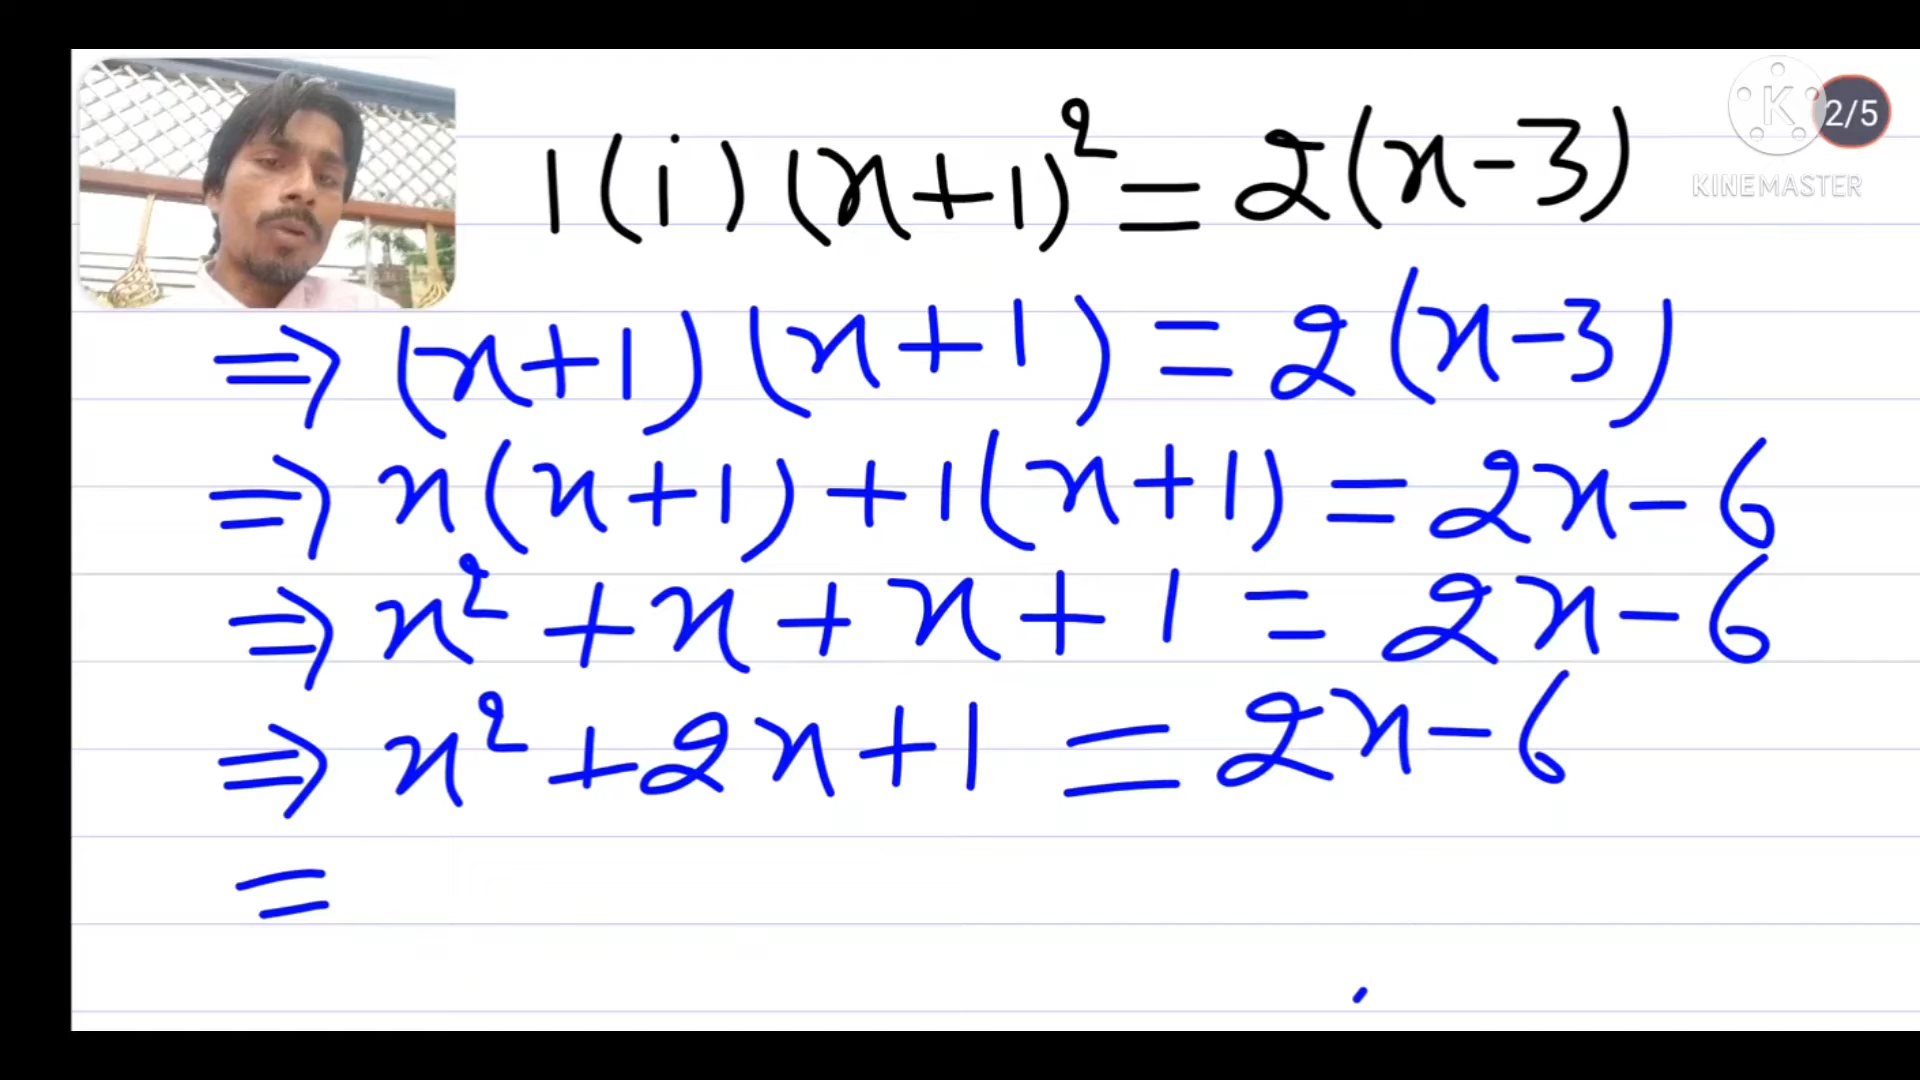 1(i) (x+1)² = 2(x-3)
2/5
K
KINEMASTER
⇒ (x+1)(x+1) = 2(x-3)
⇒ x(x+1)+1(x+1) = 2x-6
⇒ x² + x + x + 1 = 2x-6
⇒ x² + 2x + 1 = 2x-6
=